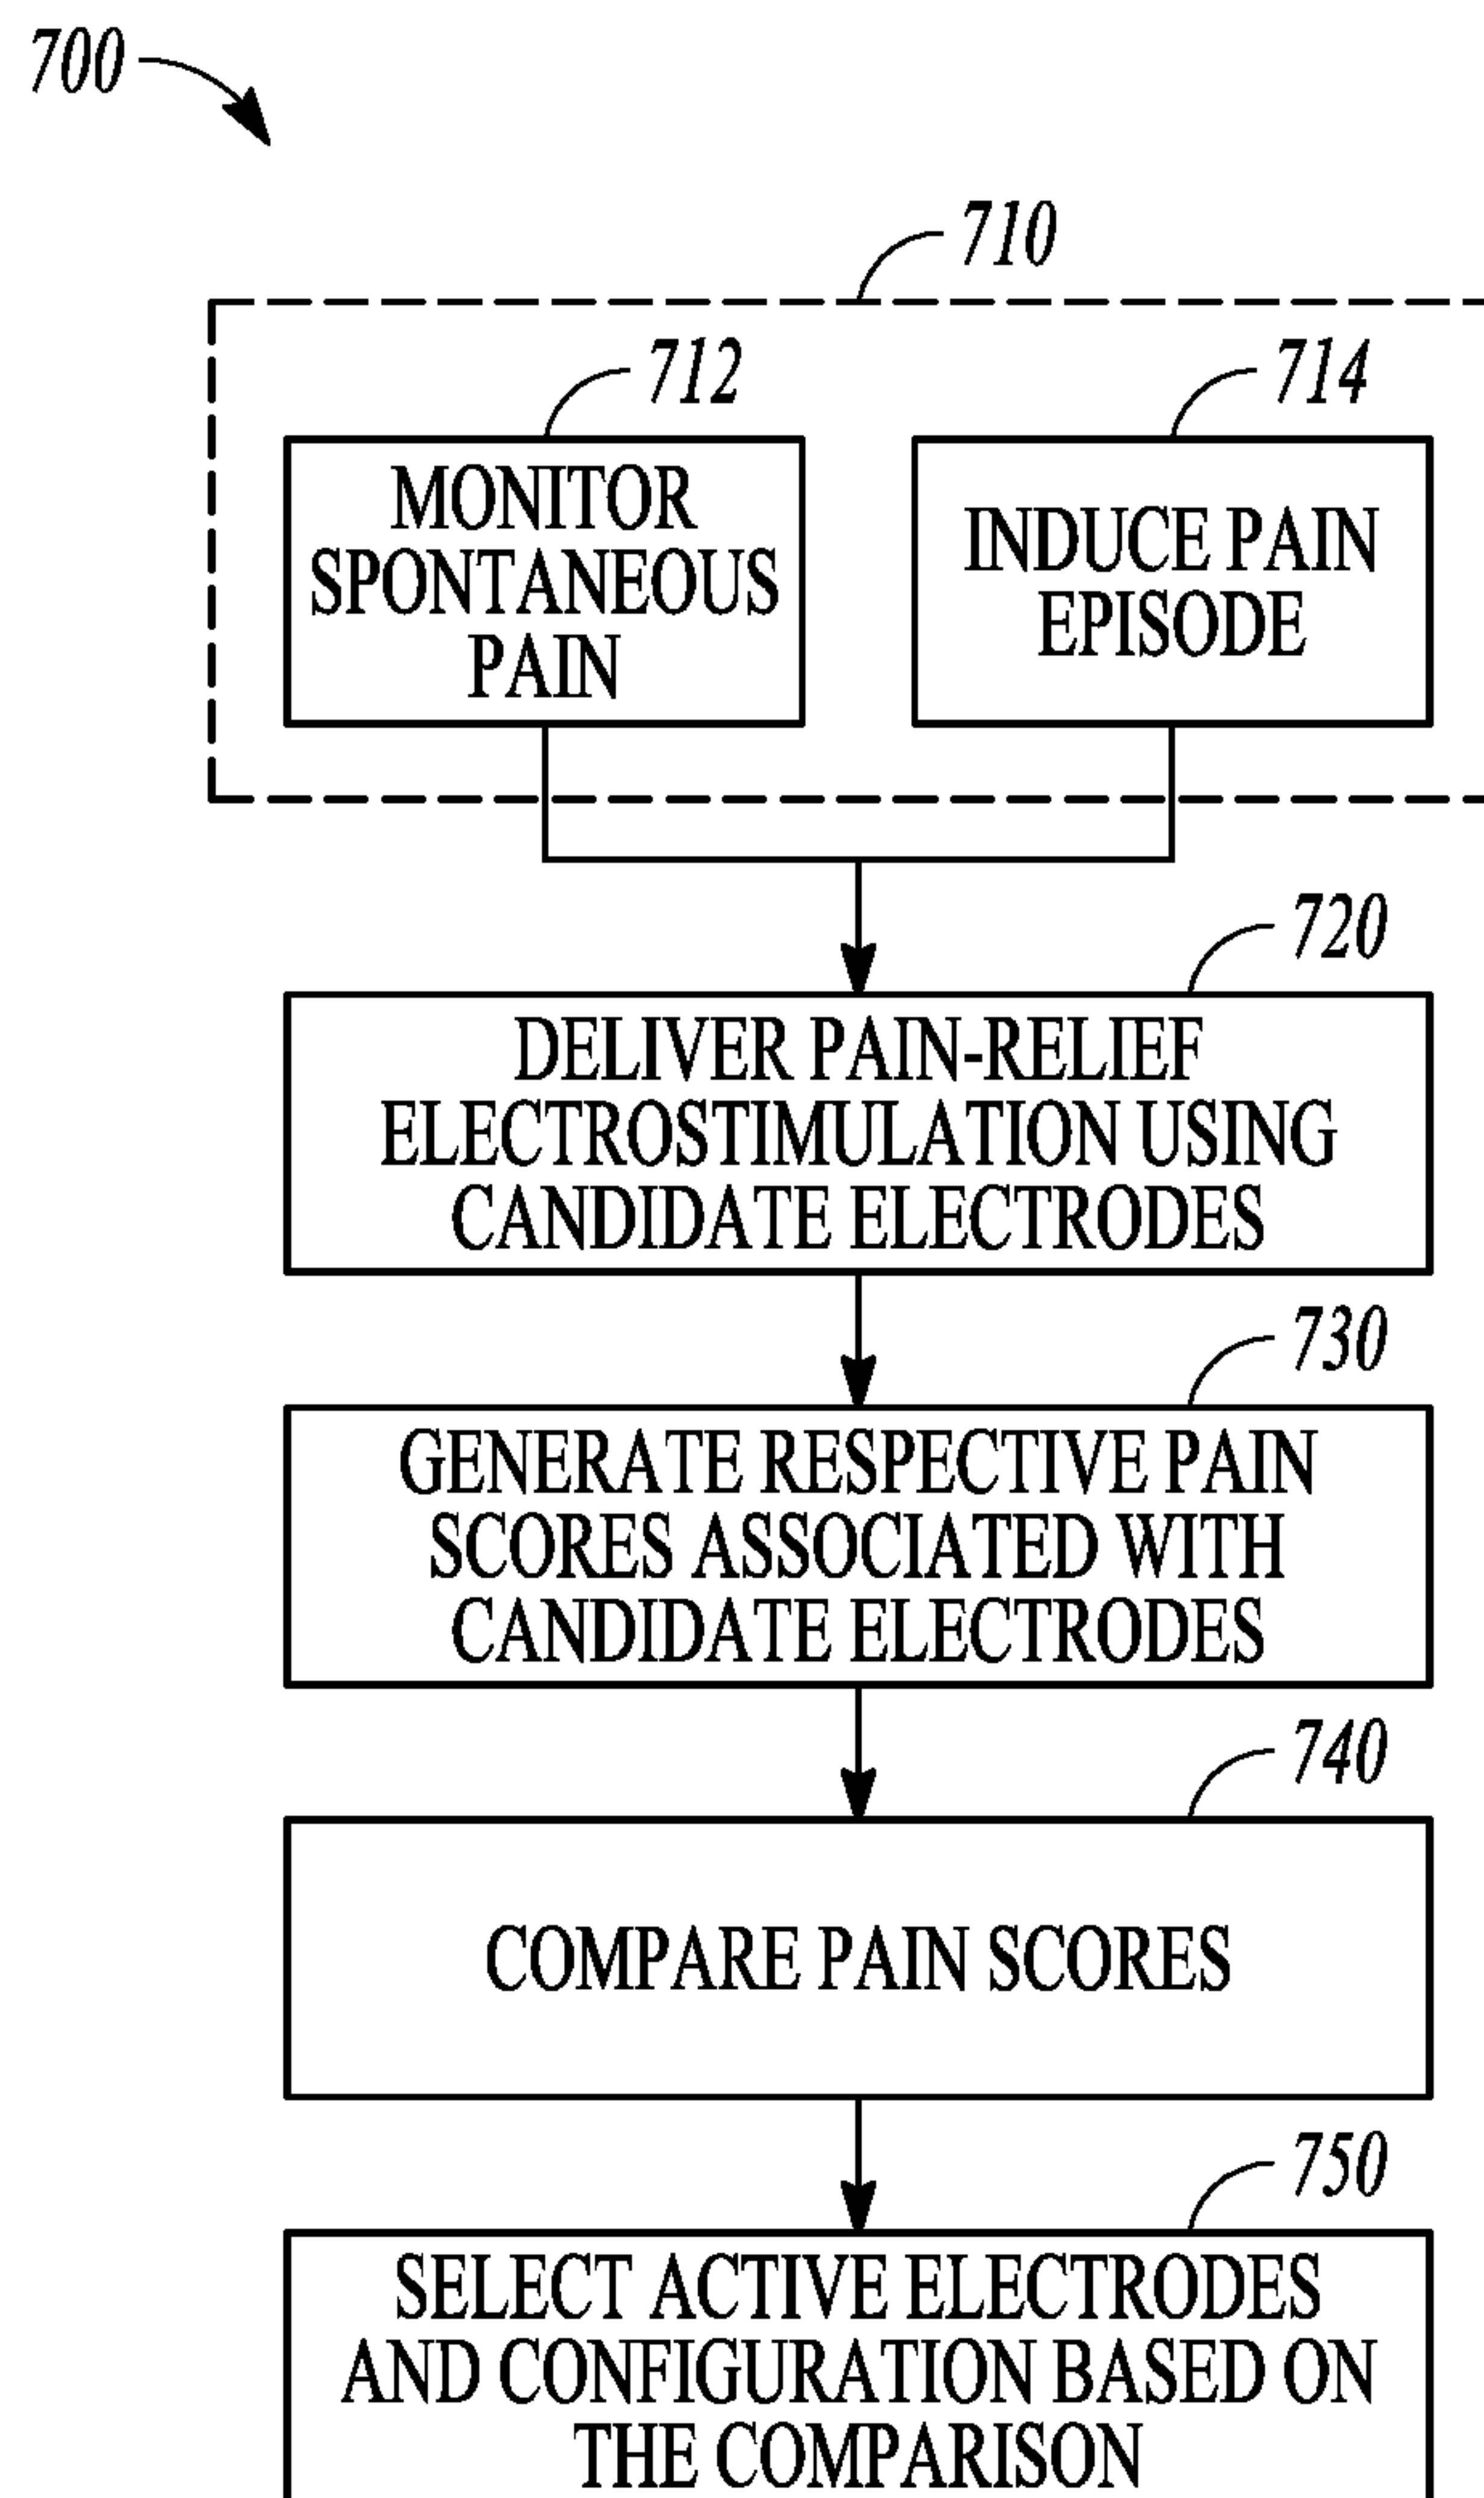 700
710
712
714
MONITOR
SPONTANEOUS
PAIN
INDUCE PAIN
EPISODE
720
DELIVER PAIN-RELIEF
ELECTROSTIMULATION USING
CANDIDATE ELECTRODES
730
GENERATE RESPECTIVE PAIN
SCORES ASSOCIATED WITH
CANDIDATE ELECTRODES
740
COMPARE PAIN SCORES
750
SELECT ACTIVE ELECTRODES
AND CONFIGURATION BASED ON
THE COMPARISON